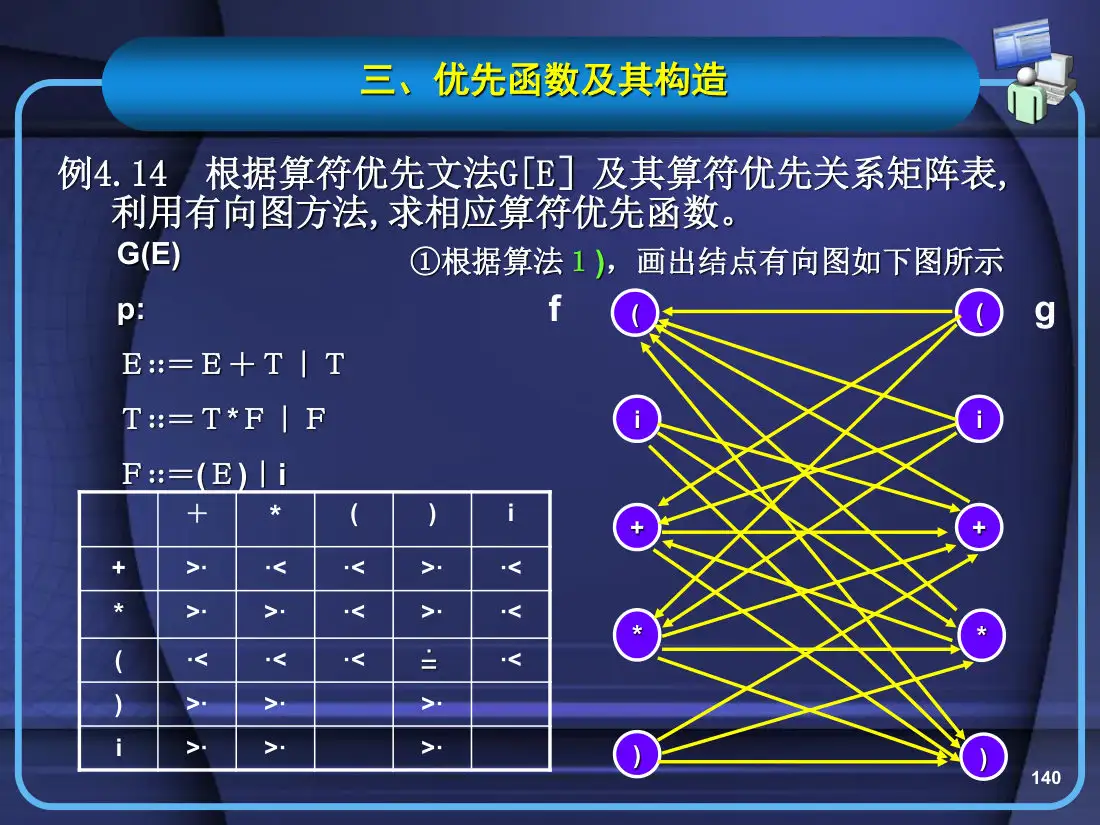 三、优先函数及其构造
例4.14 根据算符优先文法G[E] 及其算符优先关系矩阵表,
利用有向图方法,求相应算符优先函数。
G(E)
①根据算法 1 )，画出结点有向图如下图所示
p:
f
g
E::＝E＋T｜T
T::＝T*F｜F
F::＝(E)｜i
＋ * ( ) i
+ >· ·< ·< >· ·<
* >· >· ·< >· ·<
( ·< ·< ·< ≐ ·<
) >· >· >·
i >· >· >·
( (
i i
+ +
* *
) )
140